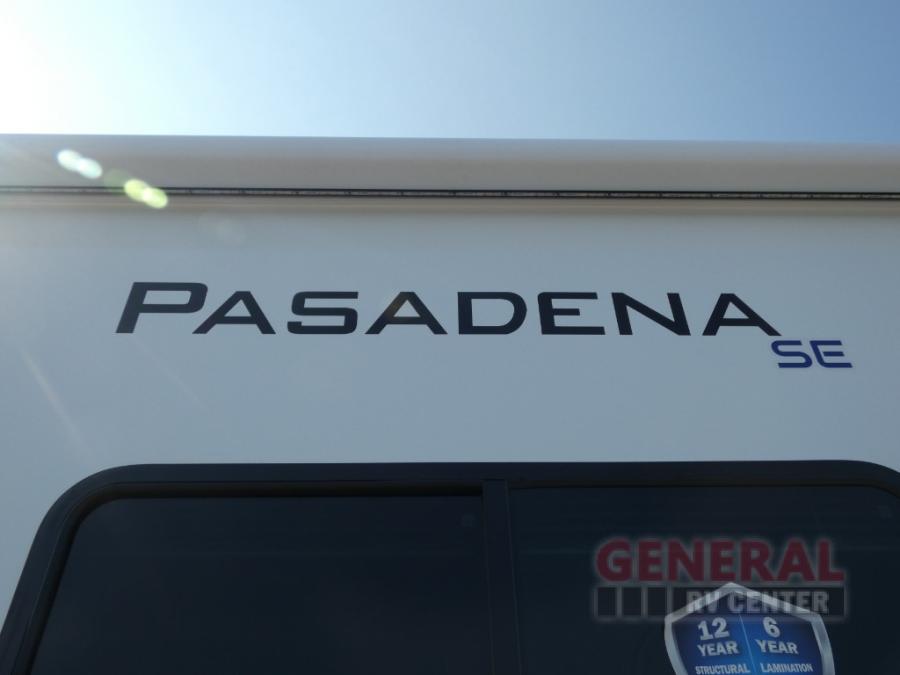 PASADENA
SE
GENERAL
RV CENTER
12 6
YEAR YEAR
STRUCTURAL LAMINATION